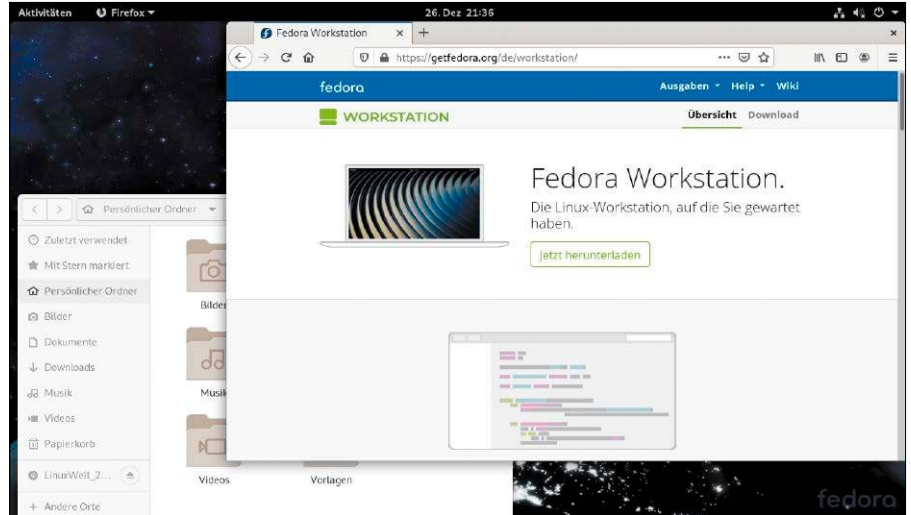 Aktivitäten Firefox 26. Dez 21:36
Fedora Workstation × +
https://getfedora.org/de/workstation/
fedora Ausgaben Help Wiki
WORKSTATION Übersicht Download
Fedora Workstation.
Die Linux-Workstation, auf die Sie gewartet
haben.
Jetzt herunterladen
Persönlicher Ordner
Zuletzt verwendet
Mit Stern markiert
Persönlicher Ordner
Bilder
Dokumente
Downloads
Musik
Videos
Papierkorb
LinuxWelt_2...
+ Andere Orte
Bilder
Musik
Videos Vorlagen
fedora